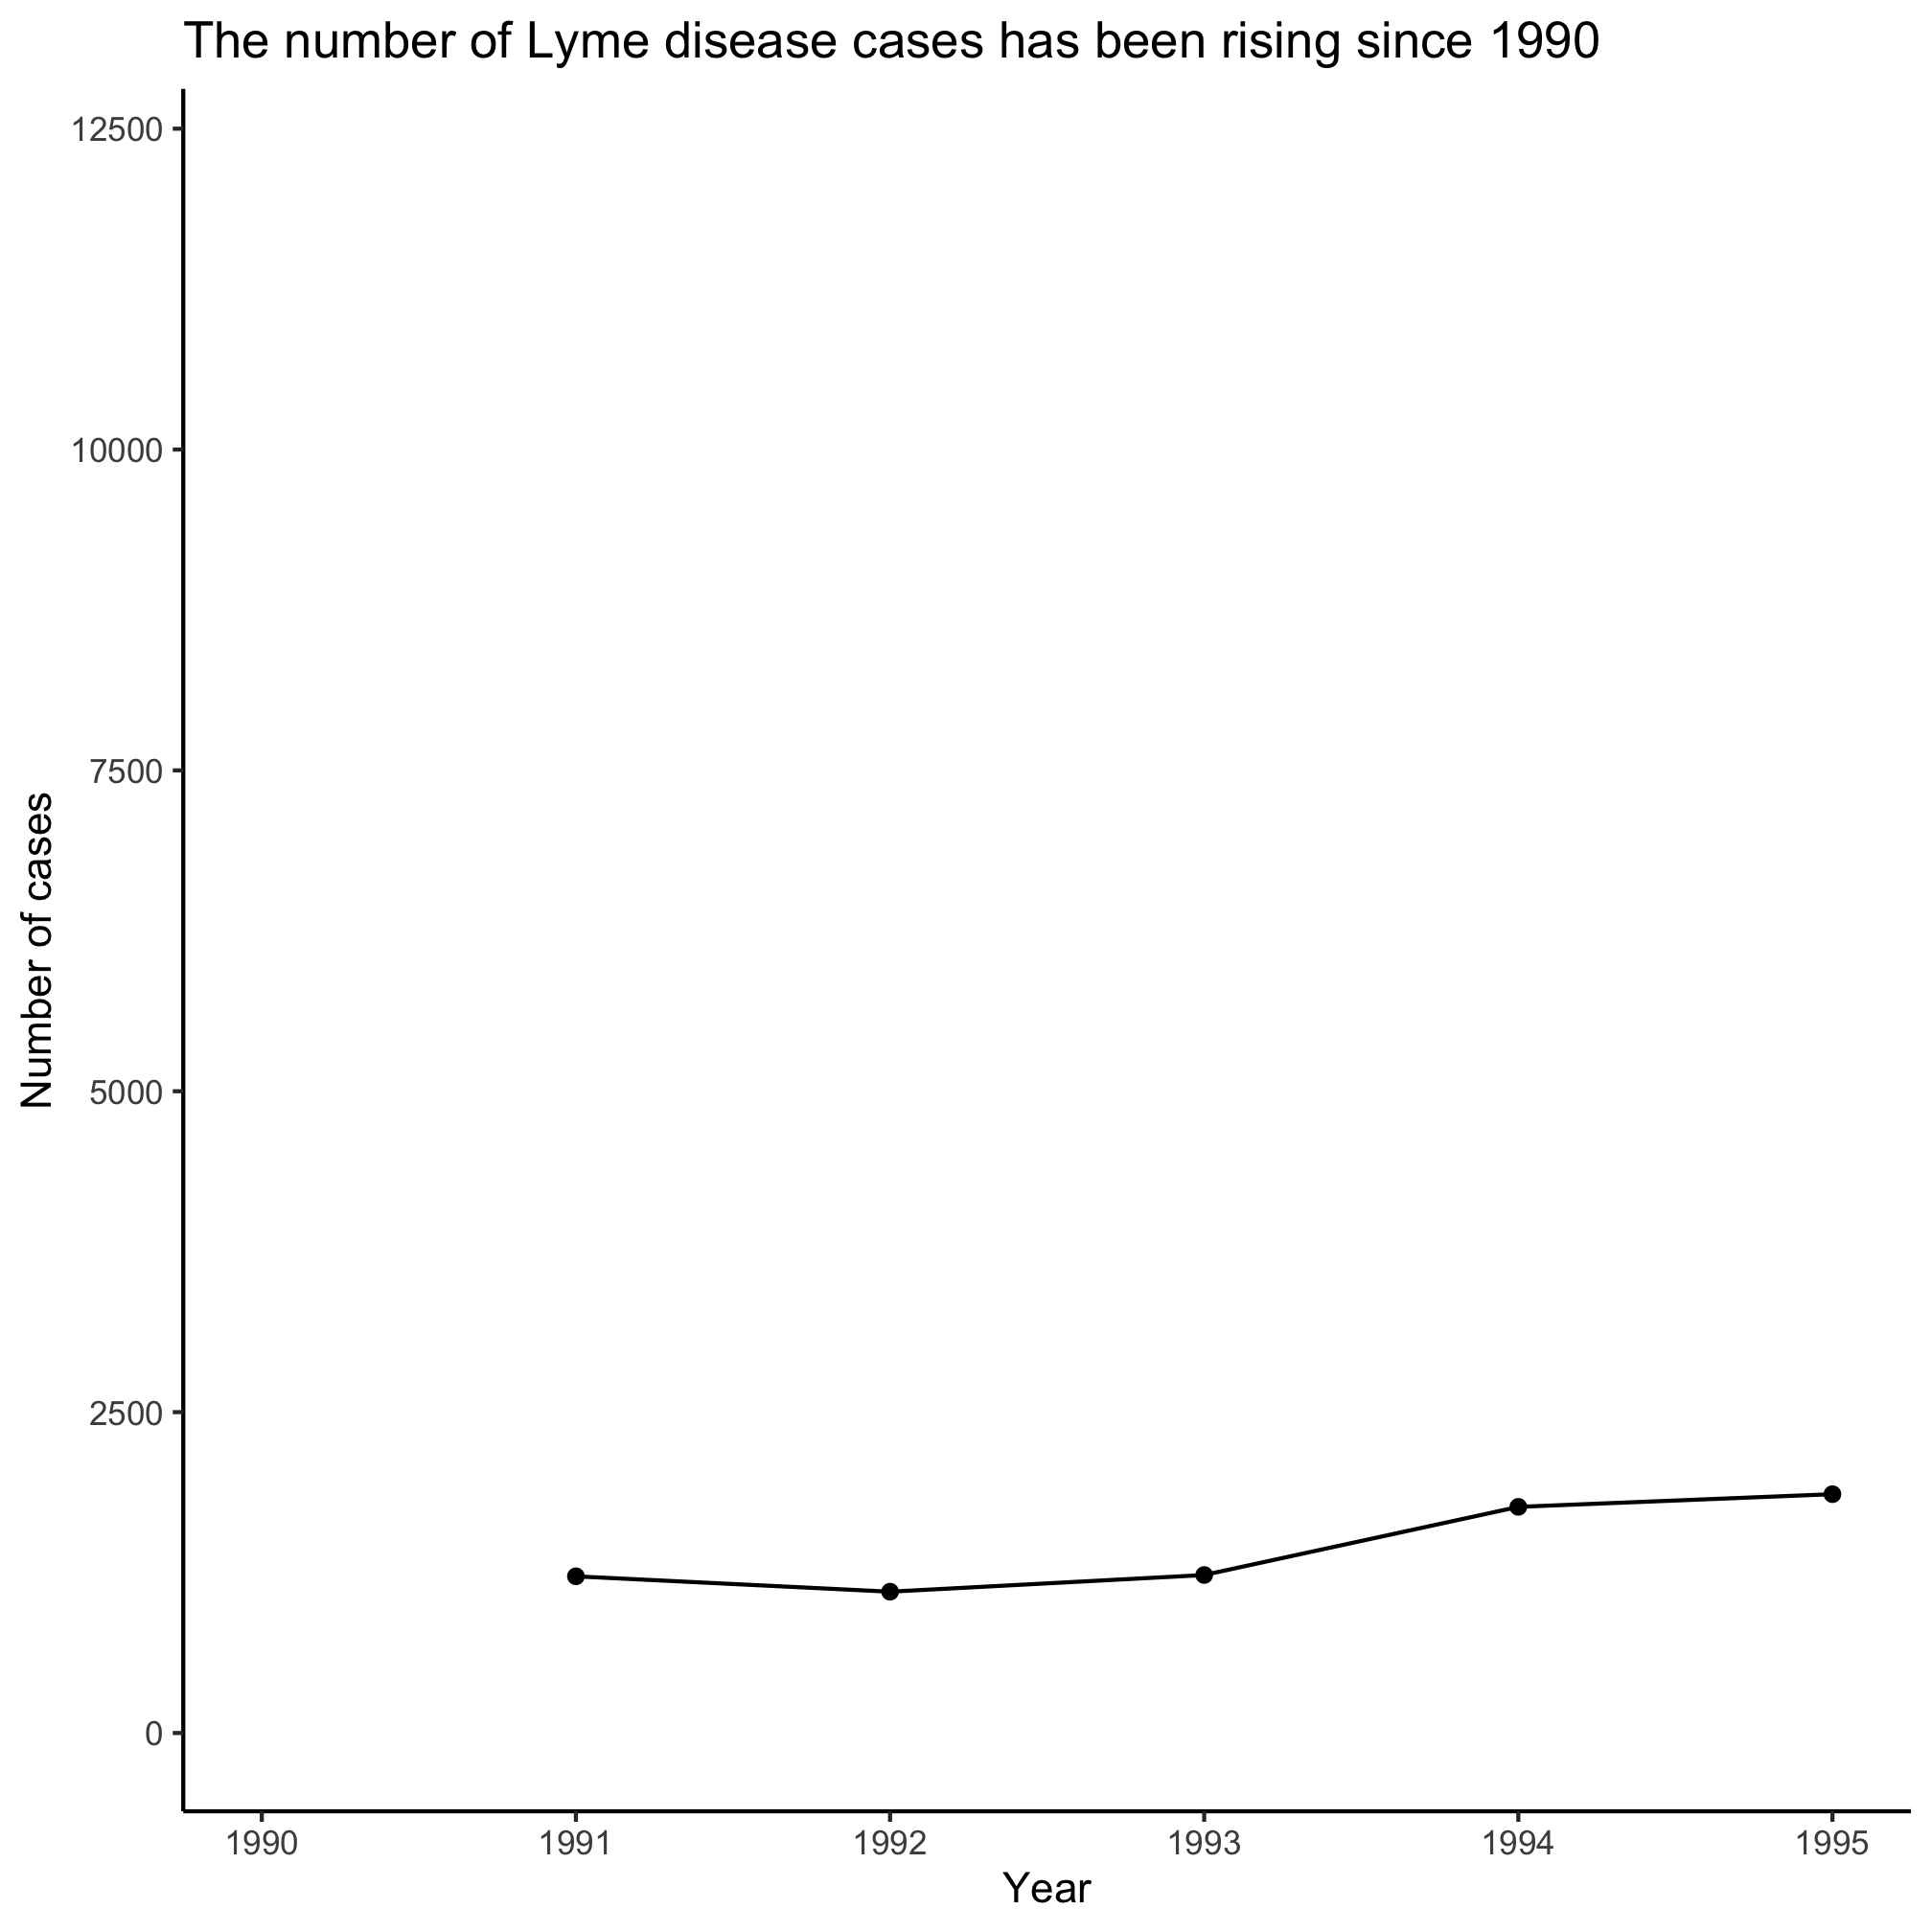 The number of Lyme disease cases has been rising since 1990
12500
10000
7500
5000
2500
0
Number of cases
1990 1991 1992 1993 1994 1995
Year